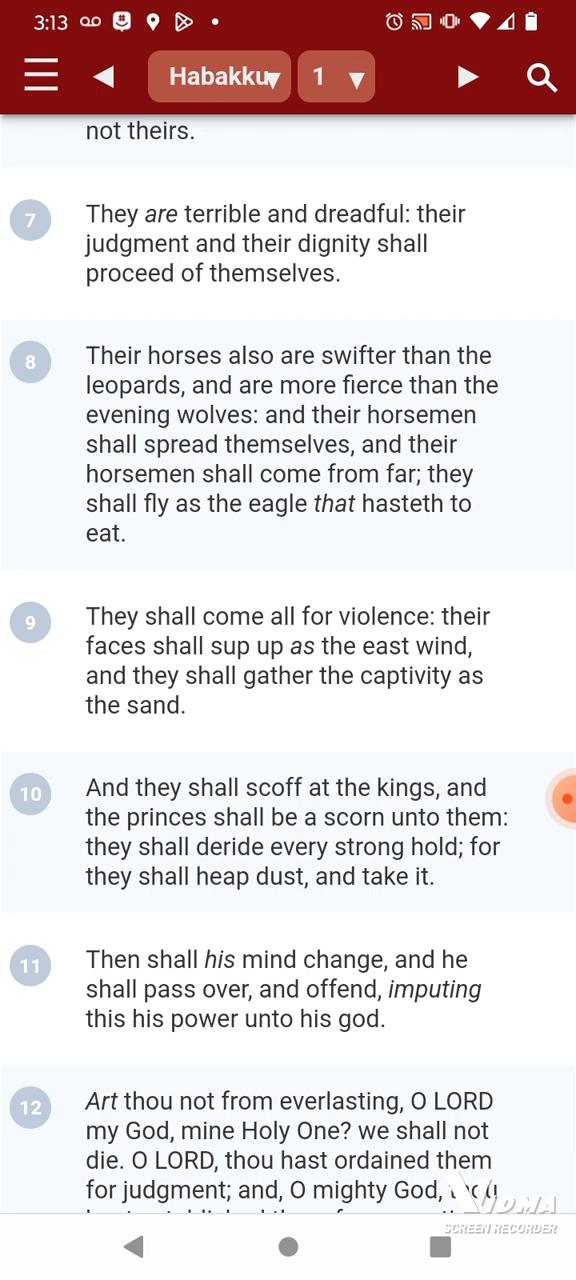 3:13
Habakku
1
not theirs.
7
They are terrible and dreadful: their
judgment and their dignity shall
proceed of themselves.
8
Their horses also are swifter than the
leopards, and are more fierce than the
evening wolves: and their horsemen
shall spread themselves, and their
horsemen shall come from far; they
shall fly as the eagle that hasteth to
eat.
9
They shall come all for violence: their
faces shall sup up as the east wind,
and they shall gather the captivity as
the sand.
10
And they shall scoff at the kings, and
the princes shall be a scorn unto them:
they shall deride every strong hold; for
they shall heap dust, and take it.
11
Then shall his mind change, and he
shall pass over, and offend, imputing
this his power unto his god.
12
Art thou not from everlasting, O LORD
my God, mine Holy One? we shall not
die. O LORD, thou hast ordained them
for judgment; and, O mighty God, thou
VIDMA
SCREEN RECORDER